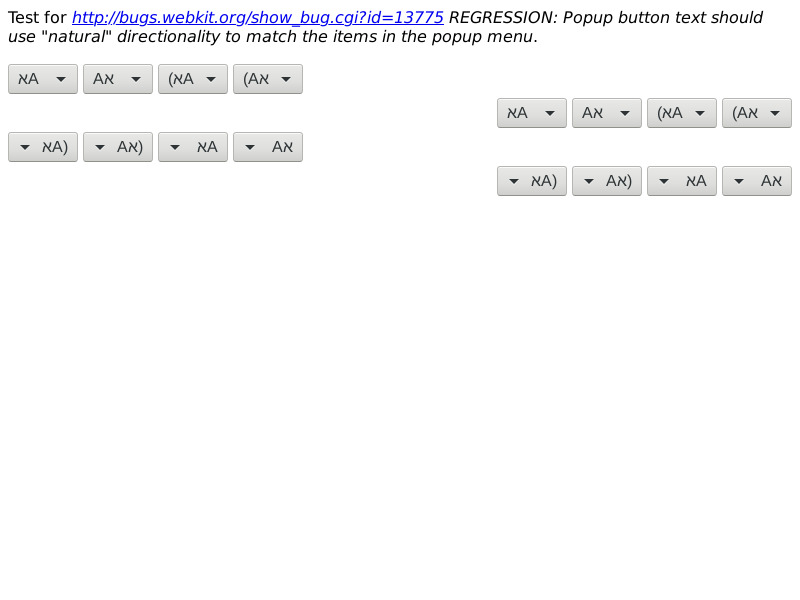 Test for http://bugs.webkit.org/show_bug.cgi?id=13775 REGRESSION: Popup button text should
use "natural" directionality to match the items in the popup menu.
אA Aא (אA (Aא
אA Aא (אA (Aא
אA) Aא) אA Aא
אA) Aא) אA Aא